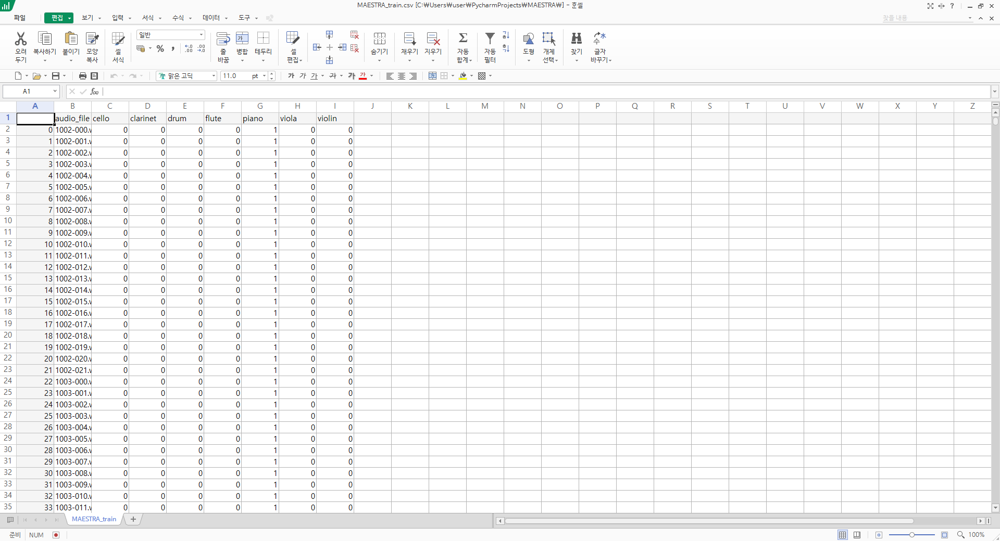 MAESTRA_train.csv [C:₩Users₩user₩PycharmProjects₩MAESTRA₩] - 훈셀
파일 편집 보기 입력 서식 수식 데이터 도구 찾을 내용
오려 두기 복사하기 붙이기 모양 복사 셀 서식 일반 % , 줄 바꿈 병합 테두리 셀 편집 숨기기 채우기 지우기 Σ 자동 합계 자동 필터 도형 개체 선택 찾기 글자 바꾸기
맑은 고딕 11.0 pt 가 가 가 가 가 가
A1
A B C D E F G H I J K L M N O P Q R S T U V W X Y Z
1 audio_file cello clarinet drum flute piano viola violin
2 0 1002-000.w 0 0 0 0 1 0 0
3 1 1002-001.w 0 0 0 0 1 0 0
4 2 1002-002.w 0 0 0 0 1 0 0
5 3 1002-003.w 0 0 0 0 1 0 0
6 4 1002-004.w 0 0 0 0 1 0 0
7 5 1002-005.w 0 0 0 0 1 0 0
8 6 1002-006.w 0 0 0 0 1 0 0
9 7 1002-007.w 0 0 0 0 1 0 0
10 8 1002-008.w 0 0 0 0 1 0 0
11 9 1002-009.w 0 0 0 0 1 0 0
12 10 1002-010.w 0 0 0 0 1 0 0
13 11 1002-011.w 0 0 0 0 1 0 0
14 12 1002-012.w 0 0 0 0 1 0 0
15 13 1002-013.w 0 0 0 0 1 0 0
16 14 1002-014.w 0 0 0 0 1 0 0
17 15 1002-015.w 0 0 0 0 1 0 0
18 16 1002-016.w 0 0 0 0 1 0 0
19 17 1002-017.w 0 0 0 0 1 0 0
20 18 1002-018.w 0 0 0 0 1 0 0
21 19 1002-019.w 0 0 0 0 1 0 0
22 20 1002-020.w 0 0 0 0 1 0 0
23 21 1002-021.w 0 0 0 0 1 0 0
24 22 1003-000.w 0 0 0 0 1 0 0
25 23 1003-001.w 0 0 0 0 1 0 0
26 24 1003-002.w 0 0 0 0 1 0 0
27 25 1003-003.w 0 0 0 0 1 0 0
28 26 1003-004.w 0 0 0 0 1 0 0
29 27 1003-005.w 0 0 0 0 1 0 0
30 28 1003-006.w 0 0 0 0 1 0 0
31 29 1003-007.w 0 0 0 0 1 0 0
32 30 1003-008.w 0 0 0 0 1 0 0
33 31 1003-009.w 0 0 0 0 1 0 0
34 32 1003-010.w 0 0 0 0 1 0 0
35 33 1003-011.w 0 0 0 0 1 0 0
MAESTRA_train
준비 NUM 100%